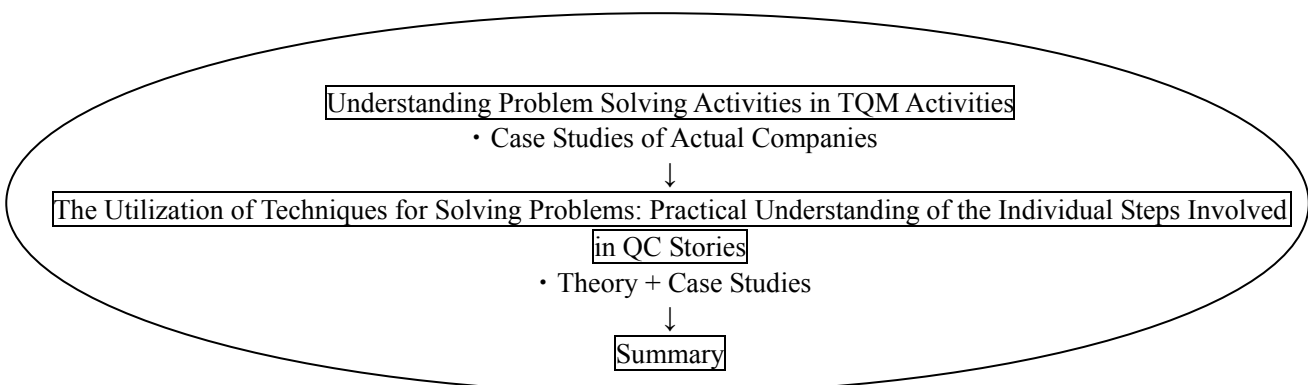 Understanding Problem Solving Activities in TQM Activities
・Case Studies of Actual Companies
↓
The Utilization of Techniques for Solving Problems: Practical Understanding of the Individual Steps Involved
in QC Stories
・Theory + Case Studies
↓
Summary